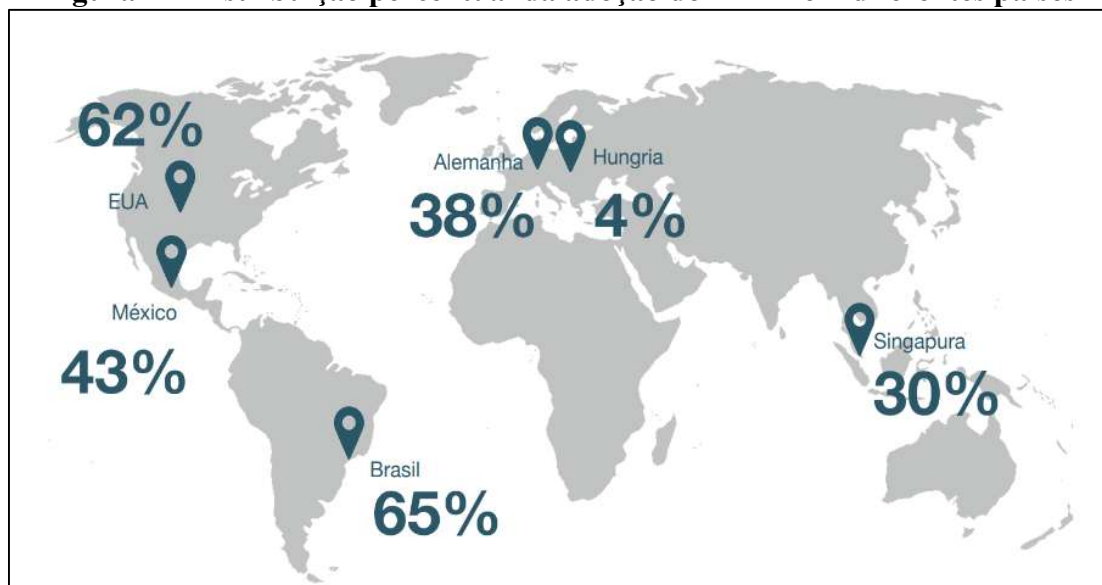 62%
EUA
México
43%
Alemanha
38%
Hungria
4%
Singapura
30%
Brasil
65%